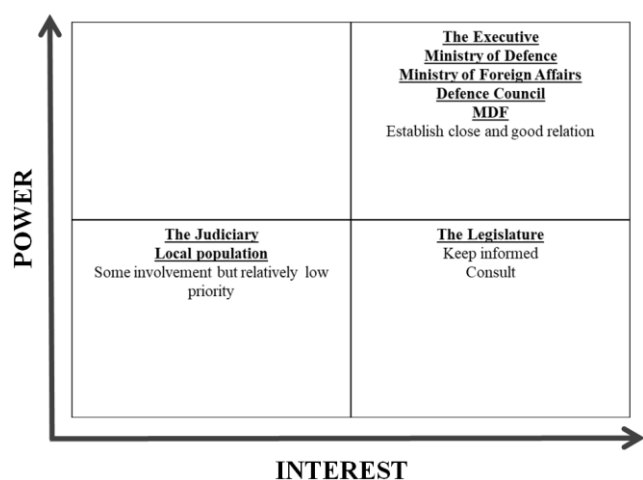 The Executive
Ministry of Defence
Ministry of Foreign Affairs
Defence Council
MDF
Establish close and good relation
POWER
The Judiciary
Local population
Some involvement but relatively low
priority
The Legislature
Keep informed
Consult
INTEREST